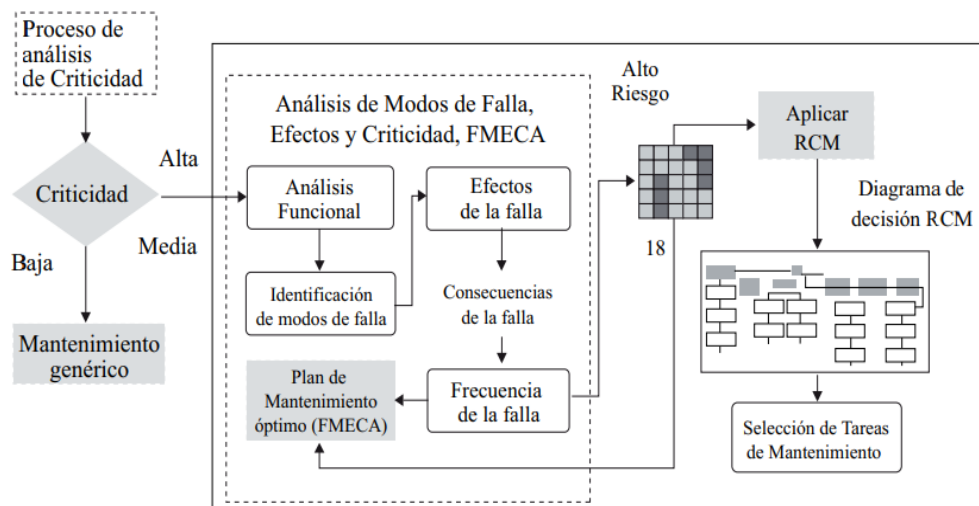 Proceso de
análisis
de Criticidad
Criticidad
Alta
Media
Baja
Mantenimiento
genérico
Análisis de Modos de Falla,
Efectos y Criticidad, FMECA
Análisis
Funcional
Identificación
de modos de falla
Efectos
de la falla
Consecuencias
de la falla
Frecuencia
de la falla
Plan de
Mantenimiento
óptimo (FMECA)
Alto
Riesgo
18
Aplicar
RCM
Diagrama de
decisión RCM
Selección de Tareas
de Mantenimiento